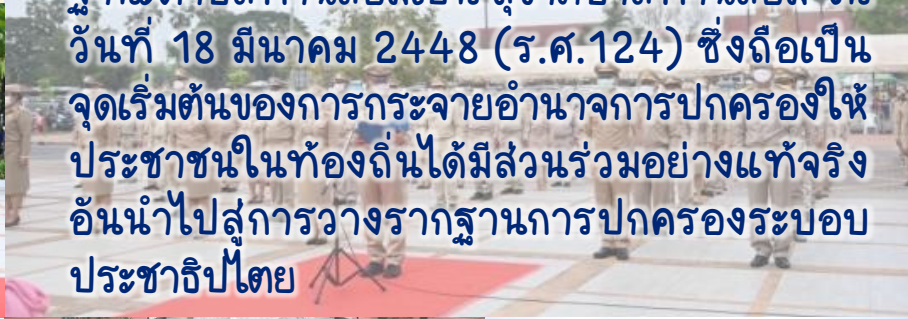 วันที่ 18 มีนาคม 2448 (ร.ศ.124) ซึ่งถือเป็น
จุดเริ่มต้นของการกระจายอำนาจการปกครองให้
ประชาชนในท้องถิ่นได้มีส่วนร่วมอย่างแท้จริง
อันนำไปสู่การวางรากฐานการปกครองระบอบ
ประชาธิปไตย